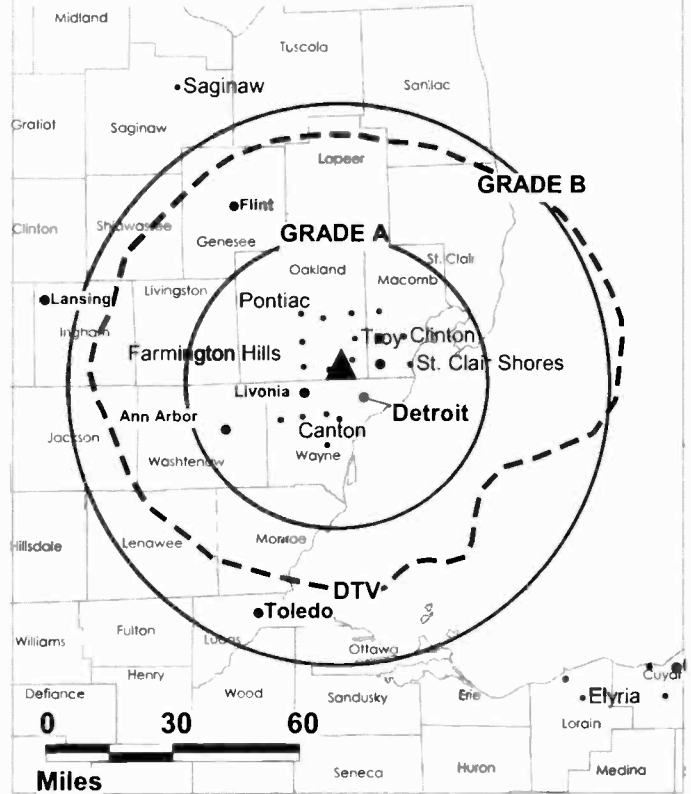 Midland
Tuscola
Saginaw
Sanilac
Gratiot
Saginaw
Lapeer
GRADE B
Flint
Clinton
Shiawassee
Genesee
GRADE A
St. Clair
Oakland
Macomb
Livingston
Lansing
Pontiac
Ingham
Troy Clinton
Farmington Hills
St. Clair Shores
Livonia
Ann Arbor
Detroit
Canton
Jackson
Wayne
Washtenaw
Hillsdale
Lenawee
Monroe
DTV
Toledo
Fulton
Lucas
Williams
Ottawa
Henry
Defiance
Wood
Sandusky
Erie
Elyria
Lorain
0 30 60
Miles
Seneca
Huron
Medina